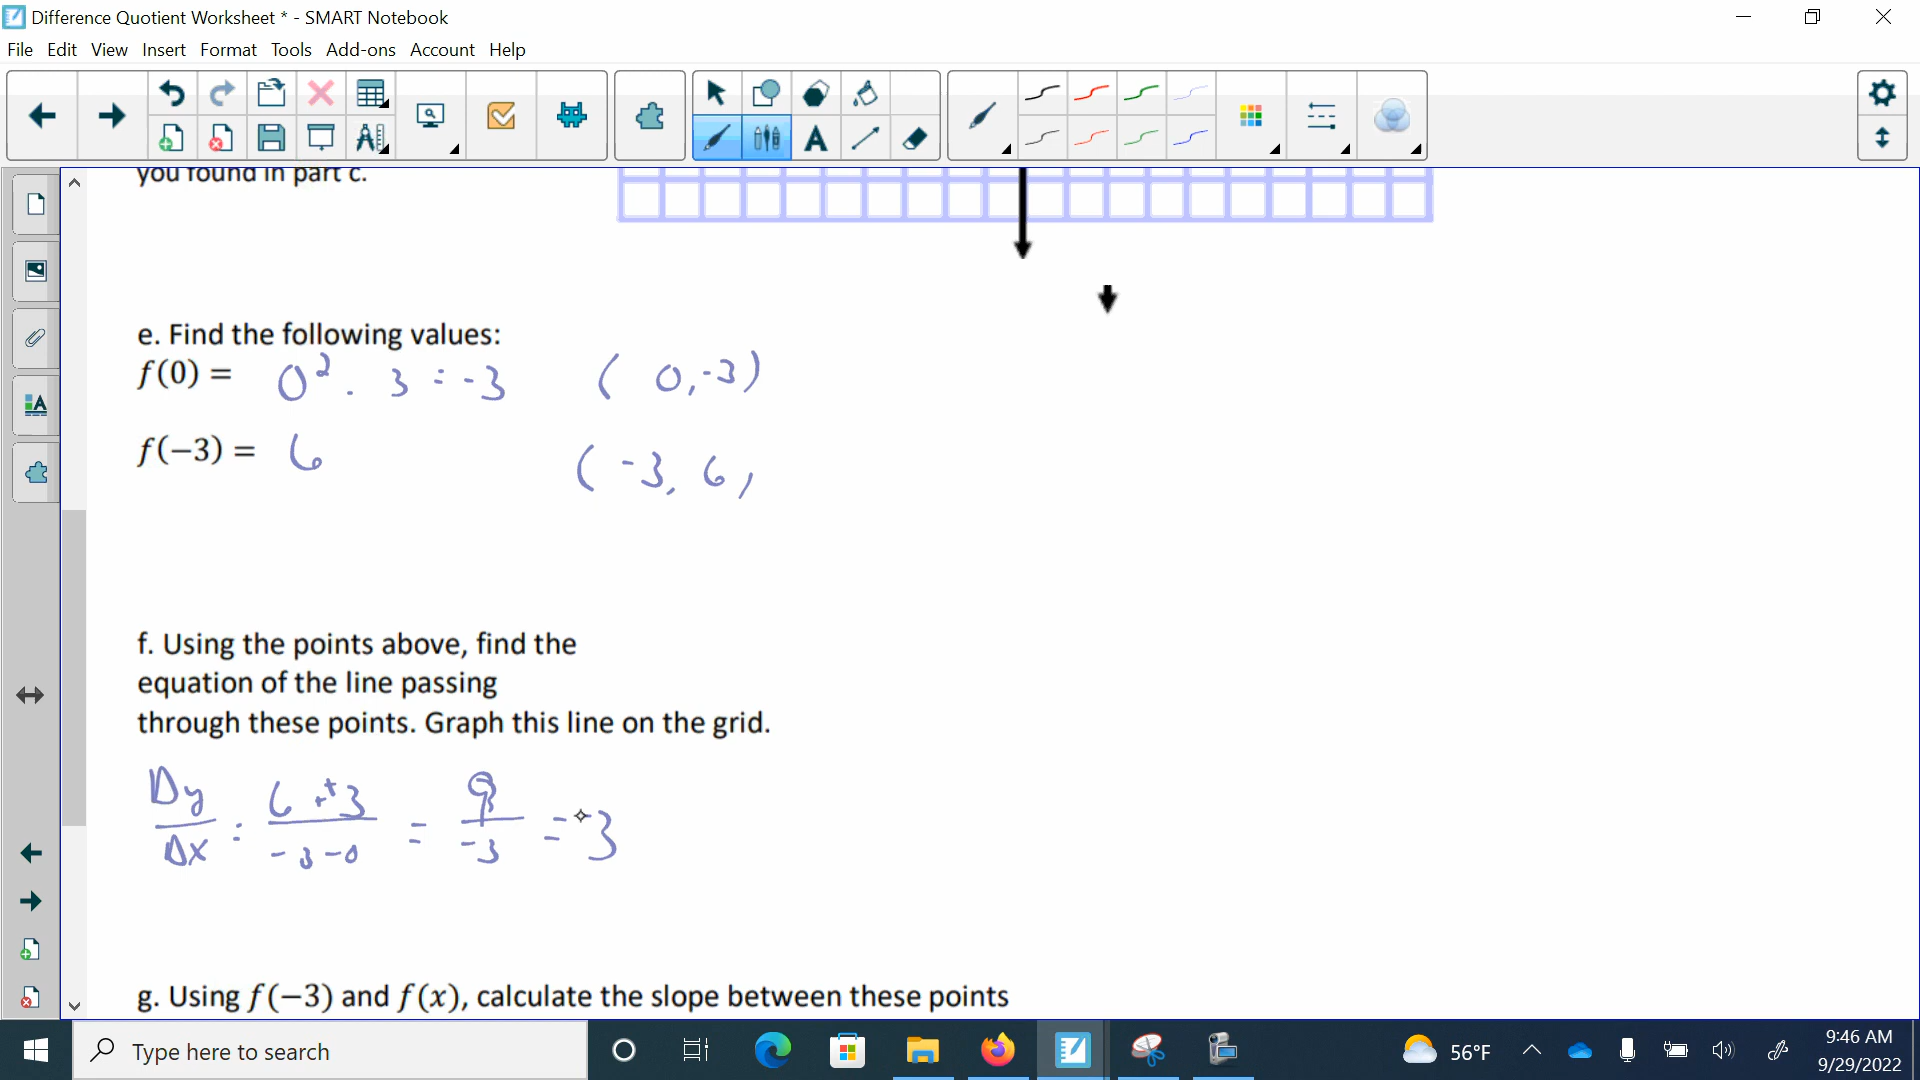 Difference Quotient Worksheet * - SMART Notebook
File Edit View Insert Format Tools Add-ons Account Help
you found in part c.
e. Find the following values:
f(0) = 0² - 3 = -3 (0, -3)
f(−3) = 6 (-3, 6)
f. Using the points above, find the
equation of the line passing
through these points. Graph this line on the grid.
Δy/Δx = 6 + +3 / -3 - 0 = 9/-3 = -3
g. Using f(−3) and f(x), calculate the slope between these points
Type here to search
56°F
9:46 AM
9/29/2022